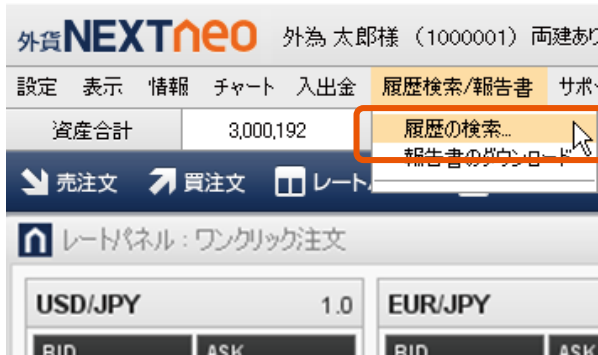 外貨NEXTneo 外為 太郎様 （1000001） 両建あり
設定 表示 情報 チャート 入出金 履歴検索/報告書 サポ
資産合計 3,000,192 履歴の検索...
報告書のダウンロード
売注文 買注文 レート
レートパネル：ワンクリック注文
USD/JPY 1.0 EUR/JPY
BID ASK BID ASK